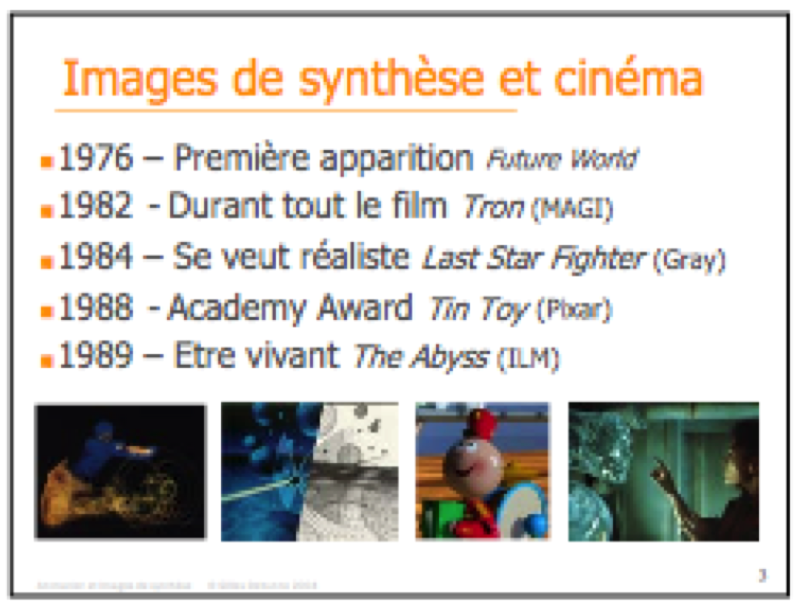 Images de synthèse et cinéma
■1976 – Première apparition Future World
■1982 - Durant tout le film Tron (MAGI)
■1984 – Se veut réaliste Last Star Fighter (Gray)
■1988 - Academy Award Tin Toy (Pixar)
■1989 – Etre vivant The Abyss (ILM)
3